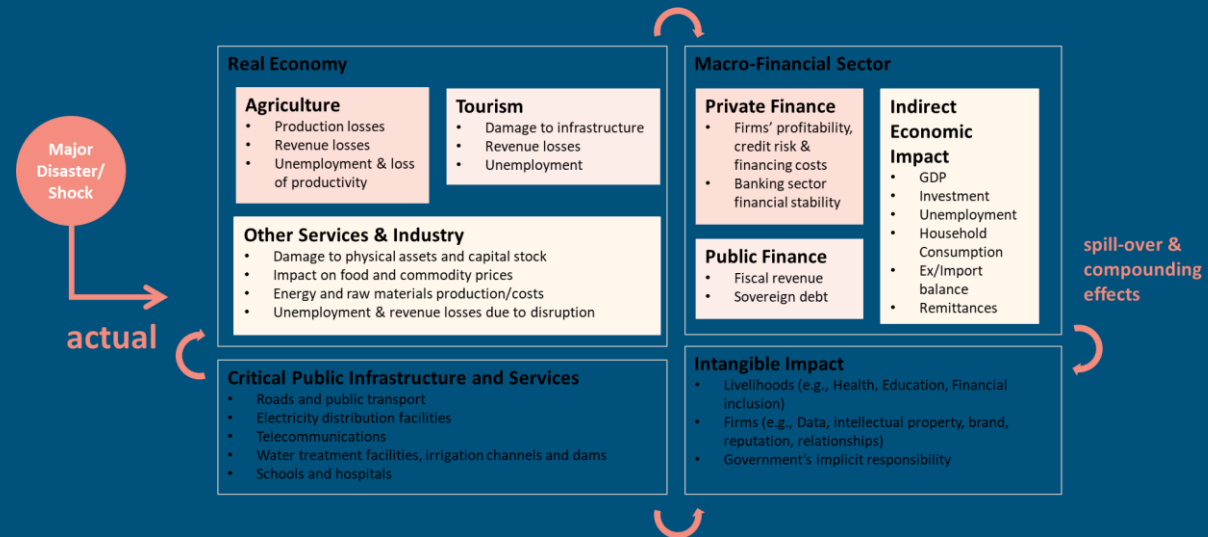 Major
Disaster/
Shock
actual
Real Economy
Agriculture
• Production losses
• Revenue losses
• Unemployment & loss
of productivity
Tourism
• Damage to infrastructure
• Revenue losses
• Unemployment
Other Services & Industry
• Damage to physical assets and capital stock
• Impact on food and commodity prices
• Energy and raw materials production/costs
• Unemployment & revenue losses due to disruption
Macro-Financial Sector
Private Finance
• Firms' profitability,
credit risk &
financing costs
• Banking sector
financial stability
Public Finance
• Fiscal revenue
• Sovereign debt
Indirect
Economic
Impact
• GDP
• Investment
• Unemployment
• Household
Consumption
• Ex/Import
balance
• Remittances
spill-over &
compounding
effects
Critical Public Infrastructure and Services
• Roads and public transport
• Electricity distribution facilities
• Telecommunications
• Water treatment facilities, irrigation channels and dams
• Schools and hospitals
Intangible Impact
• Livelihoods (e.g., Health, Education, Financial
inclusion)
• Firms (e.g., Data, intellectual property, brand,
reputation, relationships)
• Government's implicit responsibility